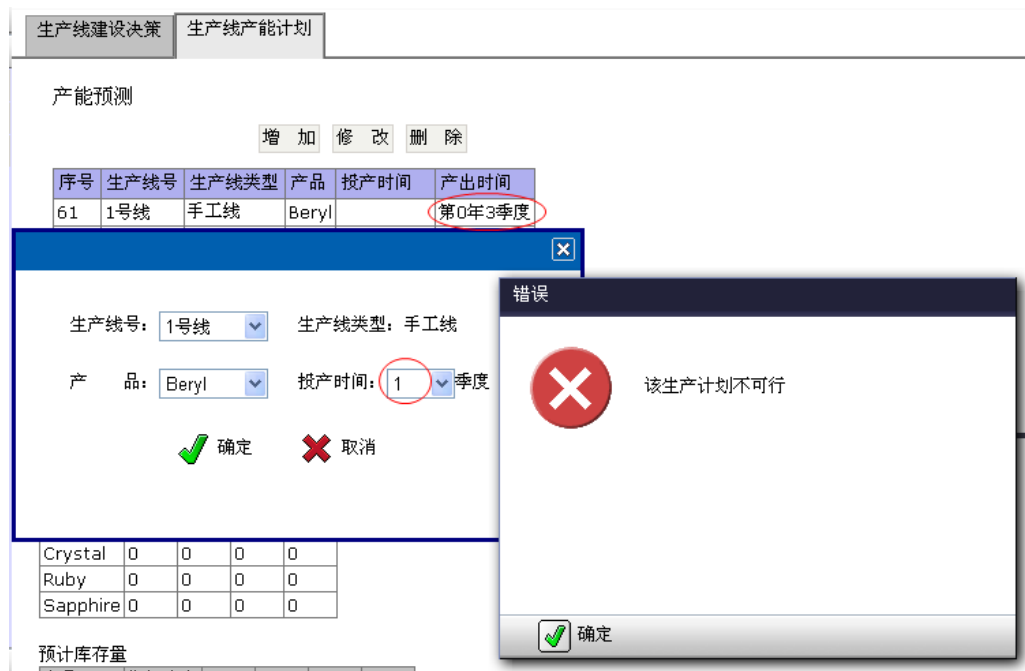 生产线建设决策 生产线产能计划
产能预测
增 加 修 改 删 除
序号 生产线号 生产线类型 产品 投产时间 产出时间
61 1号线 手工线 Beryl 第0年3季度
错误
生产线号： 1号线 生产线类型：手工线
产 品： Beryl 投产时间： 1 季度
该生产计划不可行
确定 取消
Crystal 0 0 0 0
Ruby 0 0 0 0
Sapphire 0 0 0 0
确定
预计库存量